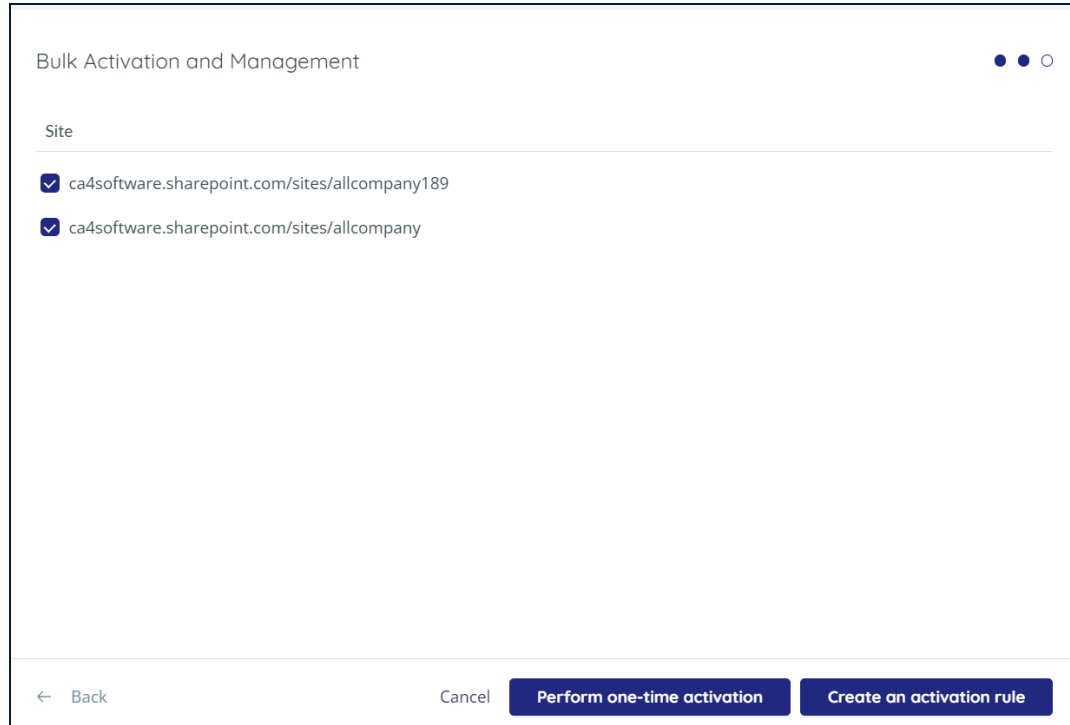 Bulk Activation and Management
Site
ca4software.sharepoint.com/sites/allcompany189
ca4software.sharepoint.com/sites/allcompany
← Back
Cancel
Perform one-time activation
Create an activation rule